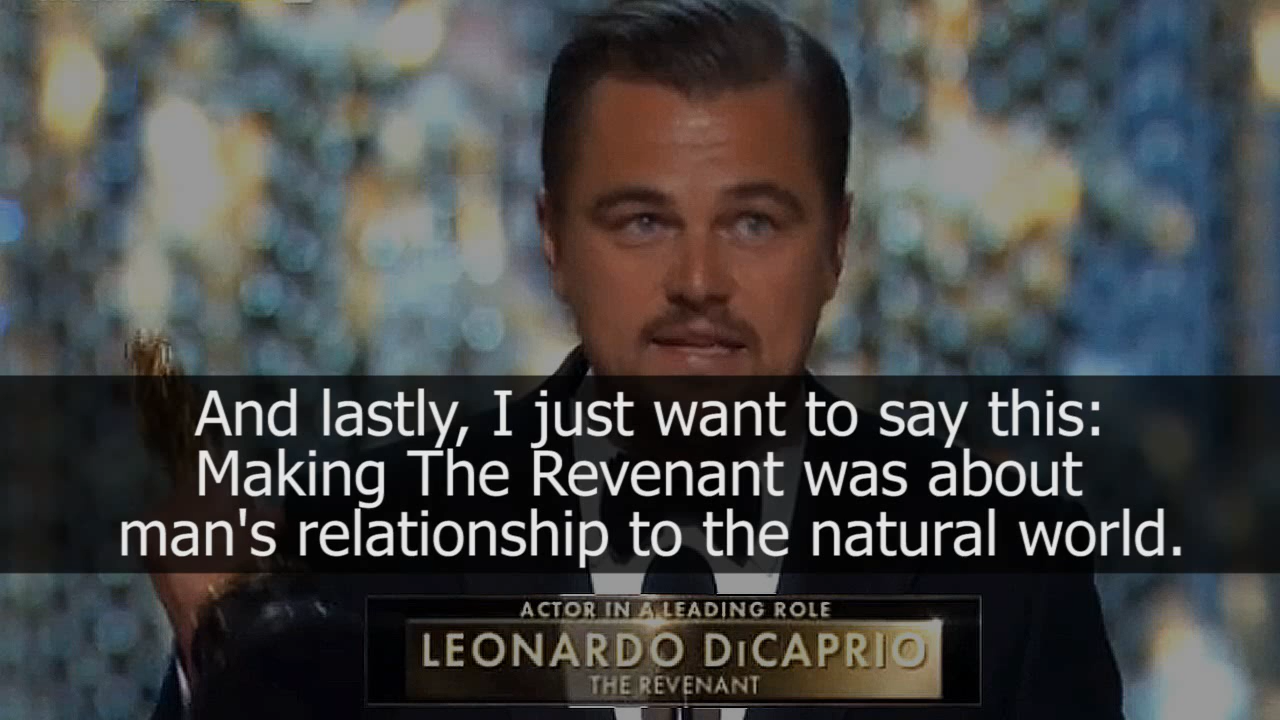 And lastly, I just want to say this:
Making The Revenant was about
man's relationship to the natural world.
ACTOR IN A LEADING ROLE
LEONARDO DiCAPRIO
THE REVENANT